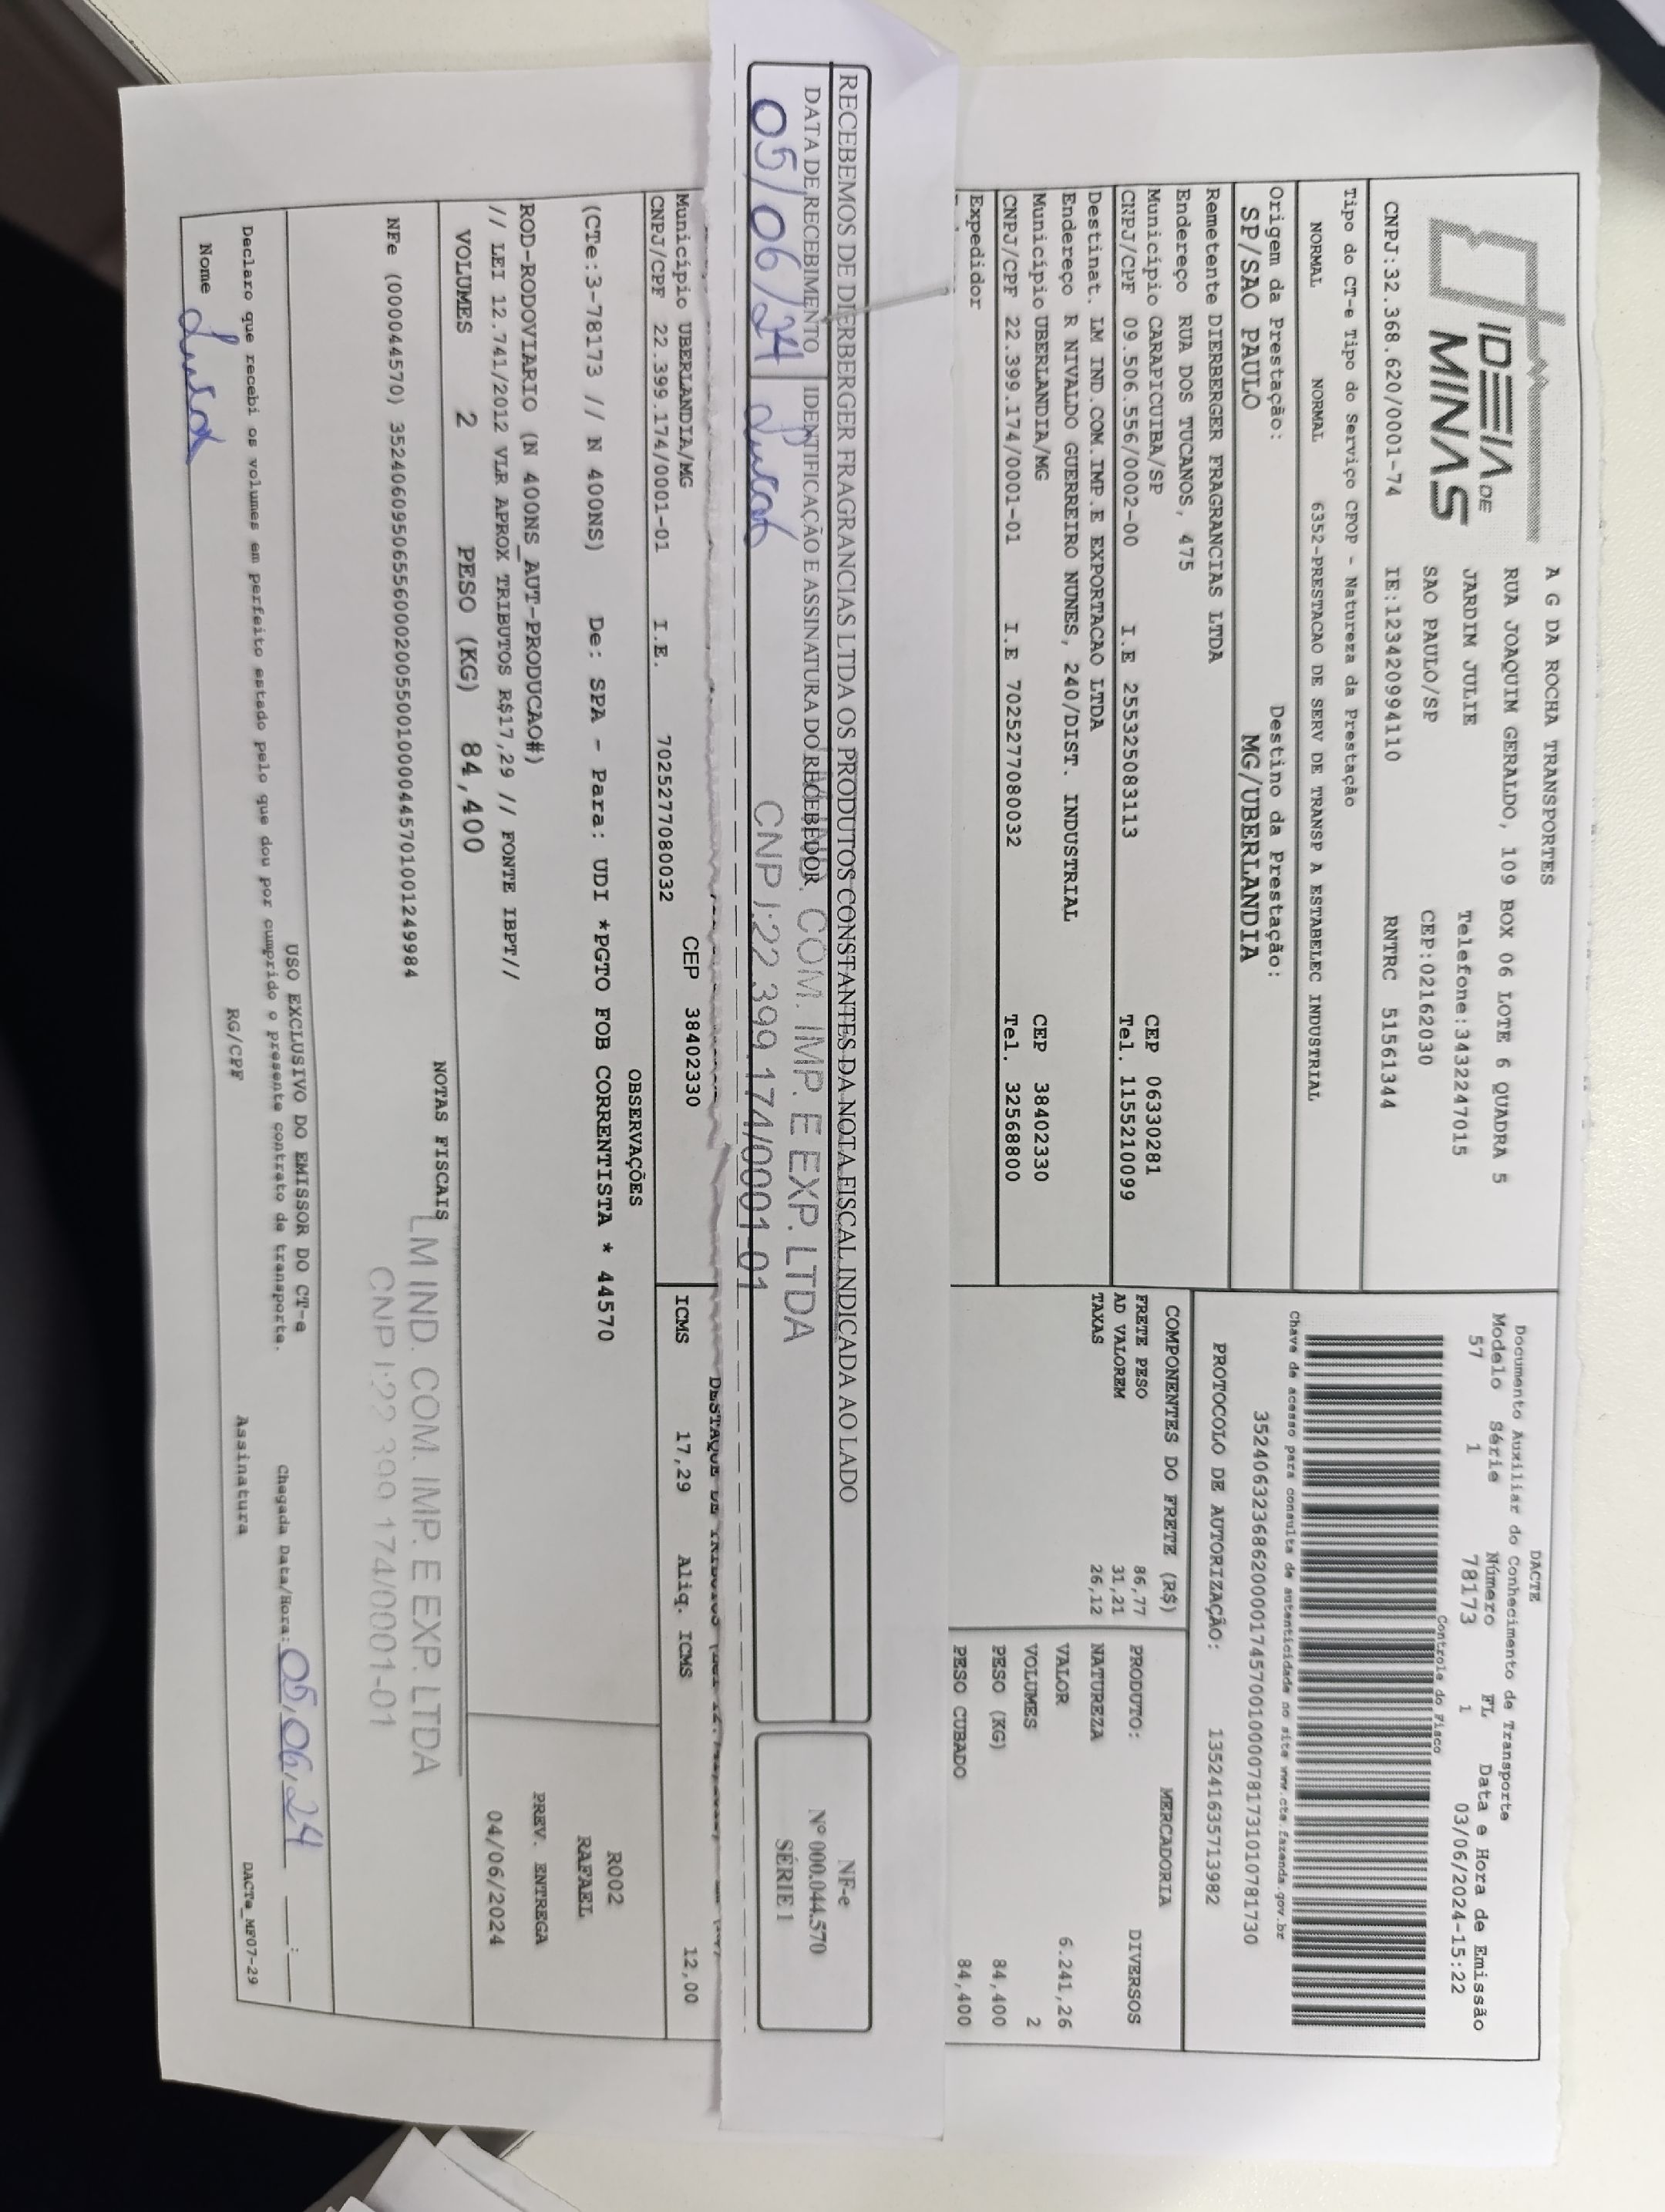 IDEIA DE
MINAS
A G DA ROCHA TRANSPORTES
RUA JOAQUIM GERALDO, 109 BOX 06 LOTE 6 QUADRA 5
JARDIM JULIE Telefone:3432247015
SAO PAULO/SP CEP:02162030
CNPJ:32.368.620/0001-74 IE:123420994110 RNTRC 51561344
DACTE
Documento Auxiliar do Conhecimento de Transporte
Modelo Série Número FL Data e Hora de Emissão
57 1 78173 1 03/06/2024-15:22
Controle do Fisco
Tipo do CT-e Tipo do Serviço CFOP - Natureza da Prestação
NORMAL NORMAL 6352-PRESTACAO DE SERV DE TRANSP A ESTABELEC INDUSTRIAL
Chave de acesso para consulta de autenticidade no site www.cte.fazenda.gov.br
35240632368620000174570010000781731010781730
Origem da Prestação: Destino da Prestação:
SP/SAO PAULO MG/UBERLANDIA
PROTOCOLO DE AUTORIZAÇÃO: 135241635713982
Remetente DIERBERGER FRAGRANCIAS LTDA
Endereço RUA DOS TUCANOS, 475
Município CARAPICUIBA/SP CEP 06330281
CNPJ/CPF 09.506.556/0002-00 I.E 255325083113 Tel. 1155210099
Destinat. LM IND.COM.IMP.E EXPORTACAO LTDA
Endereço R NIVALDO GUERREIRO NUNES, 240/DIST. INDUSTRIAL
Município UBERLANDIA/MG CEP 38402330
CNPJ/CPF 22.399.174/0001-01 I.E 7025277080032 Tel. 32568800
Expedidor
COMPONENTES DO FRETE (R$)
FRETE PESO 86,77
AD VALOREM 31,21
TAXAS 26,12
MERCADORIA
PRODUTO: DIVERSOS
NATUREZA
VALOR 6.241,26
VOLUMES 2
PESO (KG) 84,400
PESO CUBADO 84,400
RECEBEMOS DE DIERBERGER FRAGRANCIAS LTDA OS PRODUTOS CONSTANTES DA NOTA FISCAL INDICADA AO LADO
DATA DE RECEBIMENTO IDENTIFICAÇÃO E ASSINATURA DO RECEBEDOR
05/06/24
COM. IMP. E EXP. LTDA
CNPJ:22.399.174/0001-01
NF-e
Nº 000.044.570
SÉRIE 1
Município UBERLANDIA/MG CEP 38402330
CNPJ/CPF 22.399.174/0001-01 I.E. 7025277080032
ICMS 17,29 Aliq. ICMS 12,00
OBSERVAÇÕES
(CTe:3-78173 // N 400NS) De: SPA - Para: UDI *PGTO FOB CORRENTISTA * 44570
ROD-RODOVIARIO (N 400NS_AUT-PRODUCAO#)
// LEI 12.741/2012 VLR APROX TRIBUTOS R$17,29 // FONTE IBPT//
R002
RAFAEL
PREV. ENTREGA
04/06/2024
VOLUMES 2 PESO (KG) 84,400
NOTAS FISCAIS
NFe (000044570) 35240609506556000200550010000445701001249984
LM IND. COM. IMP. E EXP. LTDA
CNPJ:22.399.174/0001-01
USO EXCLUSIVO DO EMISSOR DO CT-e
Declaro que recebi os volumes em perfeito estado pelo que dou por cumprido o presente contrato de transporte.
Chegada Data/Hora: 05/06/24 __:__
Nome RG/CPF Assinatura DACTe_MF07-29